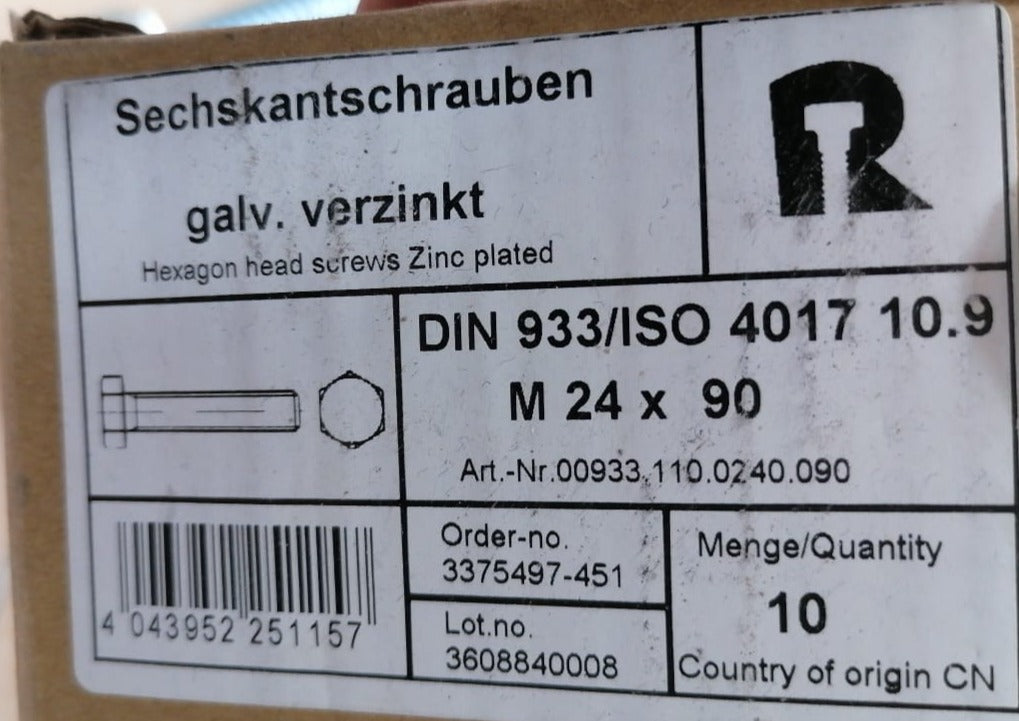 Sechskantschrauben
galv. verzinkt
Hexagon head screws Zinc plated
R
DIN 933/ISO 4017 10.9
M 24 x 90
Art.-Nr.00933.110.0240.090
4 043952 251157
Order-no.
3375497-451
Lot.no.
3608840008
Menge/Quantity
10
Country of origin CN